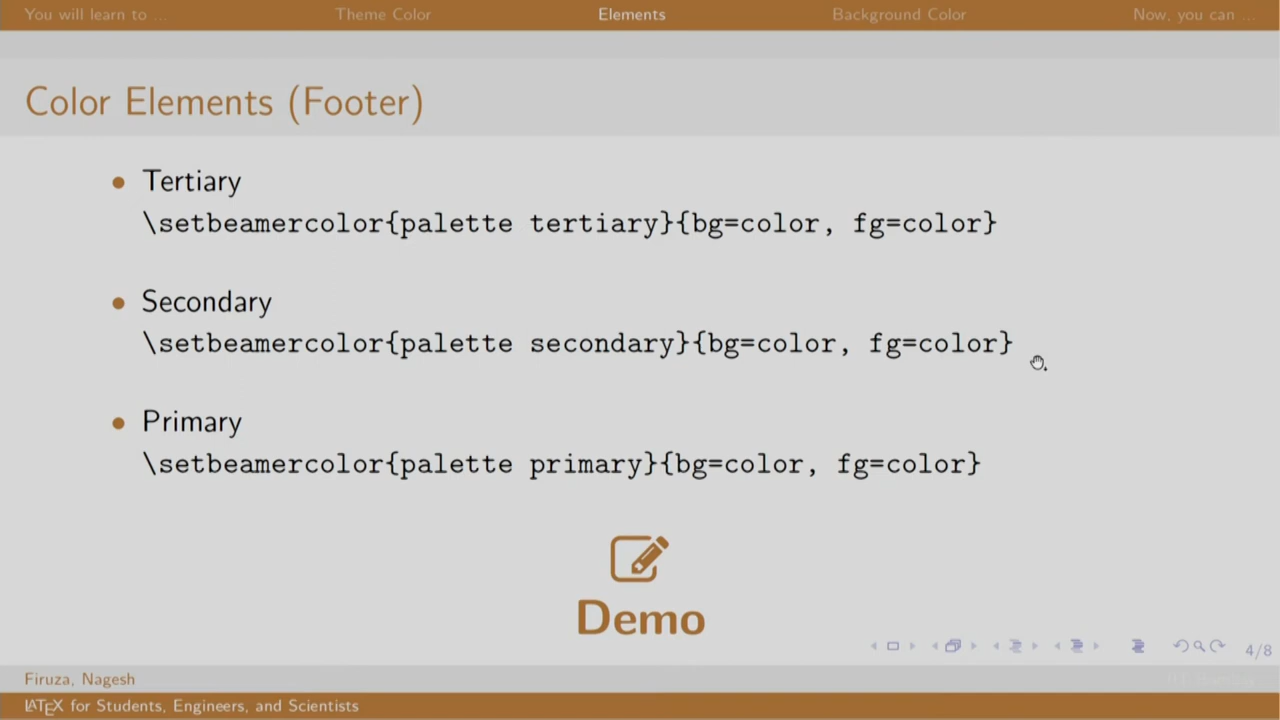 You will learn to ... Theme Color Elements Background Color Now, you can ...
Color Elements (Footer)
• Tertiary
\setbeamercolor{palette tertiary}{bg=color, fg=color}
• Secondary
\setbeamercolor{palette secondary}{bg=color, fg=color}
• Primary
\setbeamercolor{palette primary}{bg=color, fg=color}
Demo
4/8
Firuza, Nagesh
LATEX for Students, Engineers, and Scientists